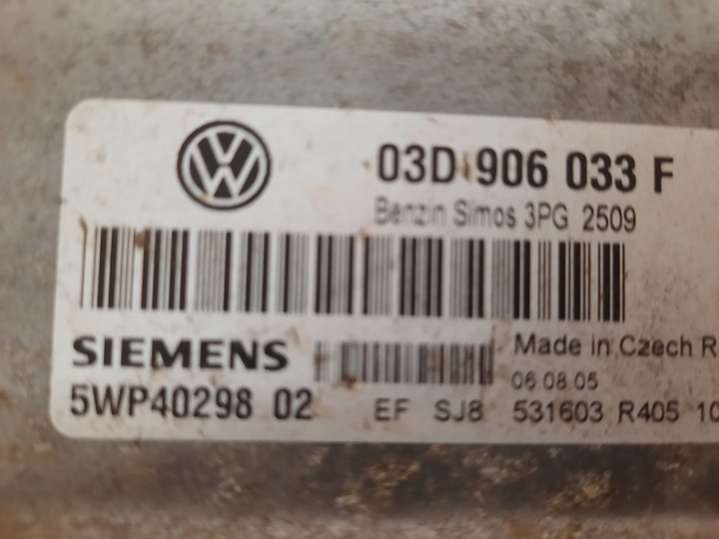 03D 906 033 F
Benzin Simos 3PG 2509
SIEMENS
Made in Czech R
06.08.05
5WP40298 02
EF SJ8 531603 R405 10